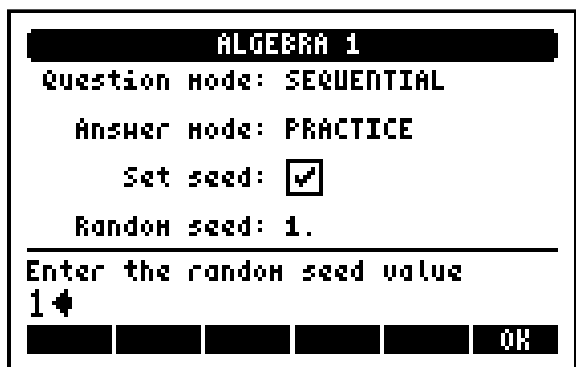 ALGEBRA 1
Question mode: SEQUENTIAL
Answer mode: PRACTICE
Set seed:
Random seed: 1.
Enter the random seed value
1
OK